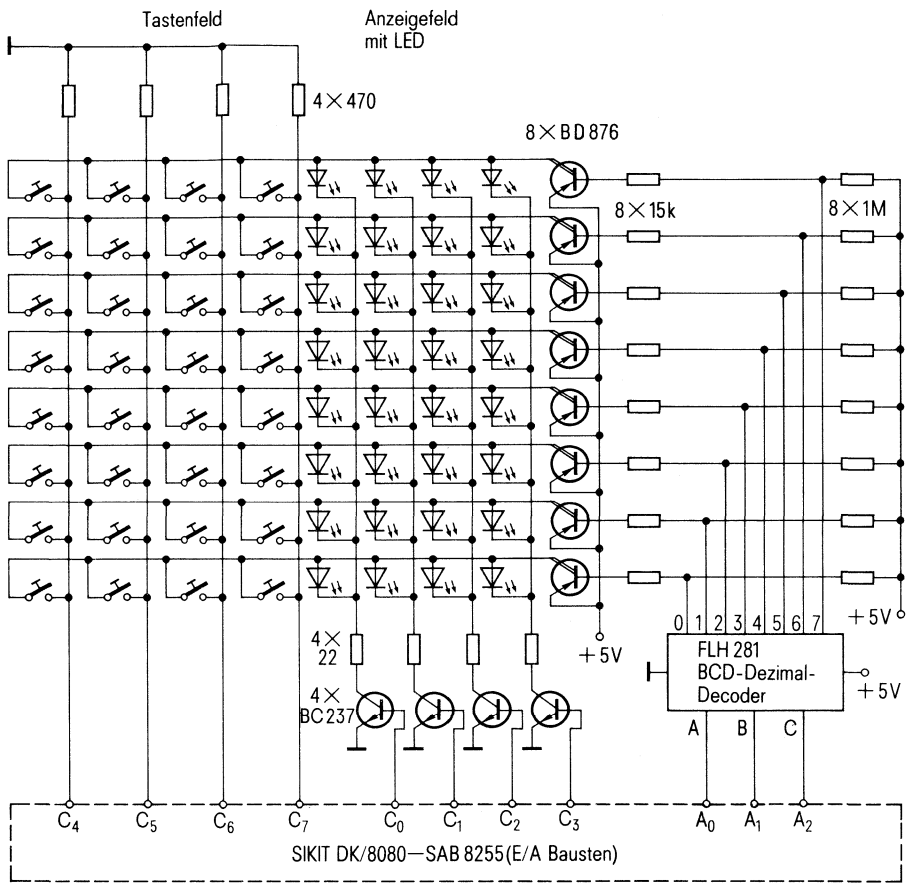 Tastenfeld
Anzeigefeld
mit LED
4×470
8×BD876
8×15k
8×1M
+5V
0 1 2 3 4 5 6 7
+5V
4×
22
FLH 281
BCD-Dezimal-
Decoder
+5V
4×
BC237
A B C
C4 C5 C6 C7 C0 C1 C2 C3 A0 A1 A2
SIKIT DK/8080—SAB 8255(E/A Bausten)